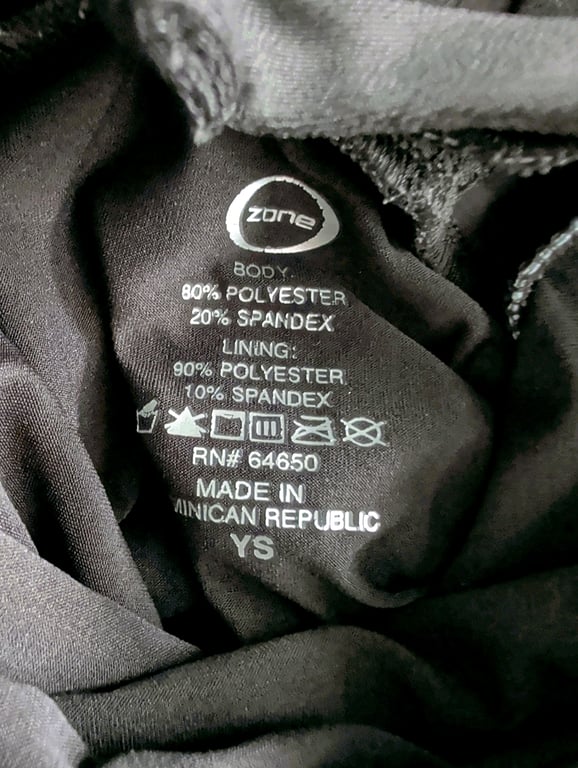 zone
BODY:
80% POLYESTER
20% SPANDEX
LINING:
90% POLYESTER
10% SPANDEX
RN# 64650
MADE IN
MINICAN REPUBLIC
YS